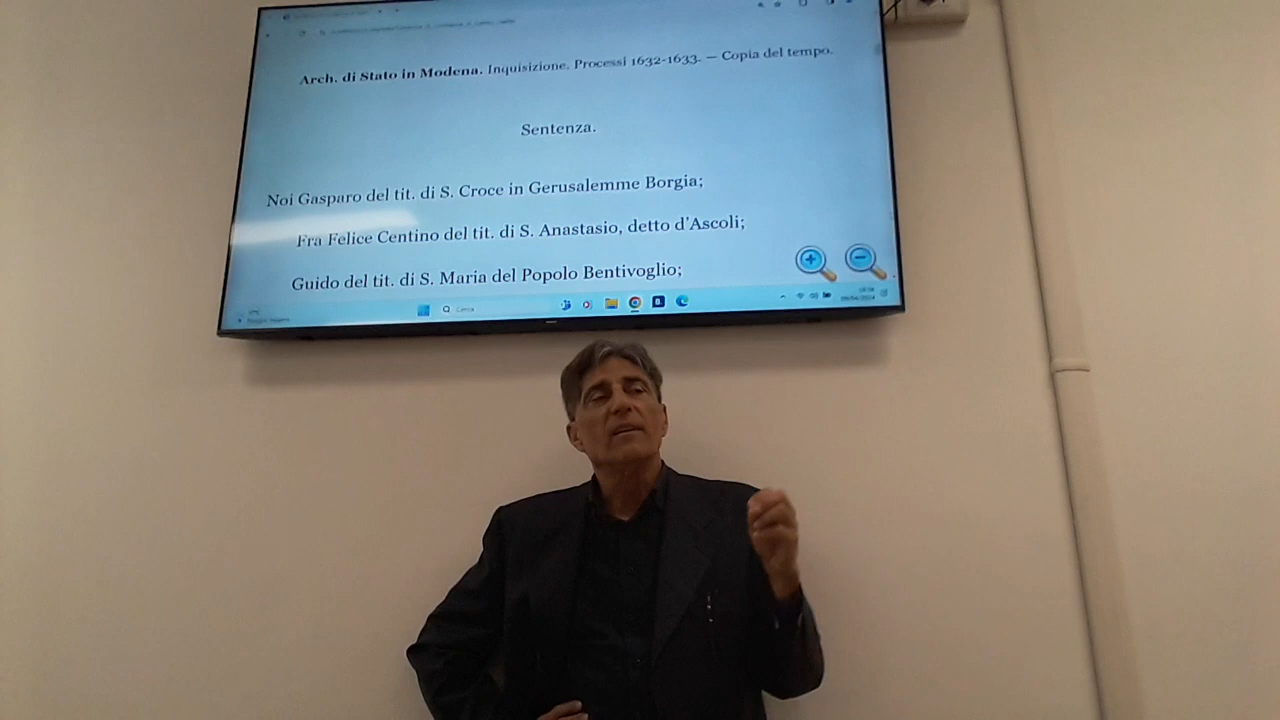 Arch. di Stato in Modena. Inquisizione. Processi 1632-1633. — Copia del tempo.
Sentenza.
Noi Gasparo del tit. di S. Croce in Gerusalemme Borgia;
Fra Felice Centino del tit. di S. Anastasio, detto d'Ascoli;
Guido del tit. di S. Maria del Popolo Bentivoglio;
Cerca